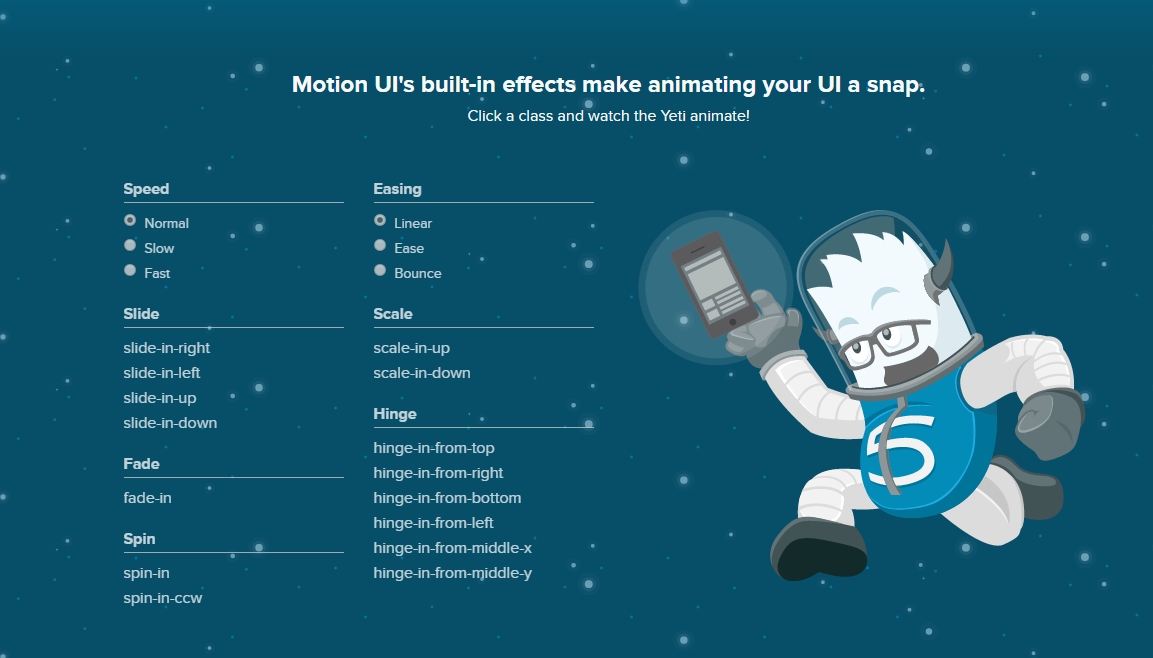 Motion UI's built-in effects make animating your UI a snap.
Click a class and watch the Yeti animate!
Speed
Normal
Slow
Fast
Slide
slide-in-right
slide-in-left
slide-in-up
slide-in-down
Fade
fade-in
Spin
spin-in
spin-in-ccw
Easing
Linear
Ease
Bounce
Scale
scale-in-up
scale-in-down
Hinge
hinge-in-from-top
hinge-in-from-right
hinge-in-from-bottom
hinge-in-from-left
hinge-in-from-middle-x
hinge-in-from-middle-y
5